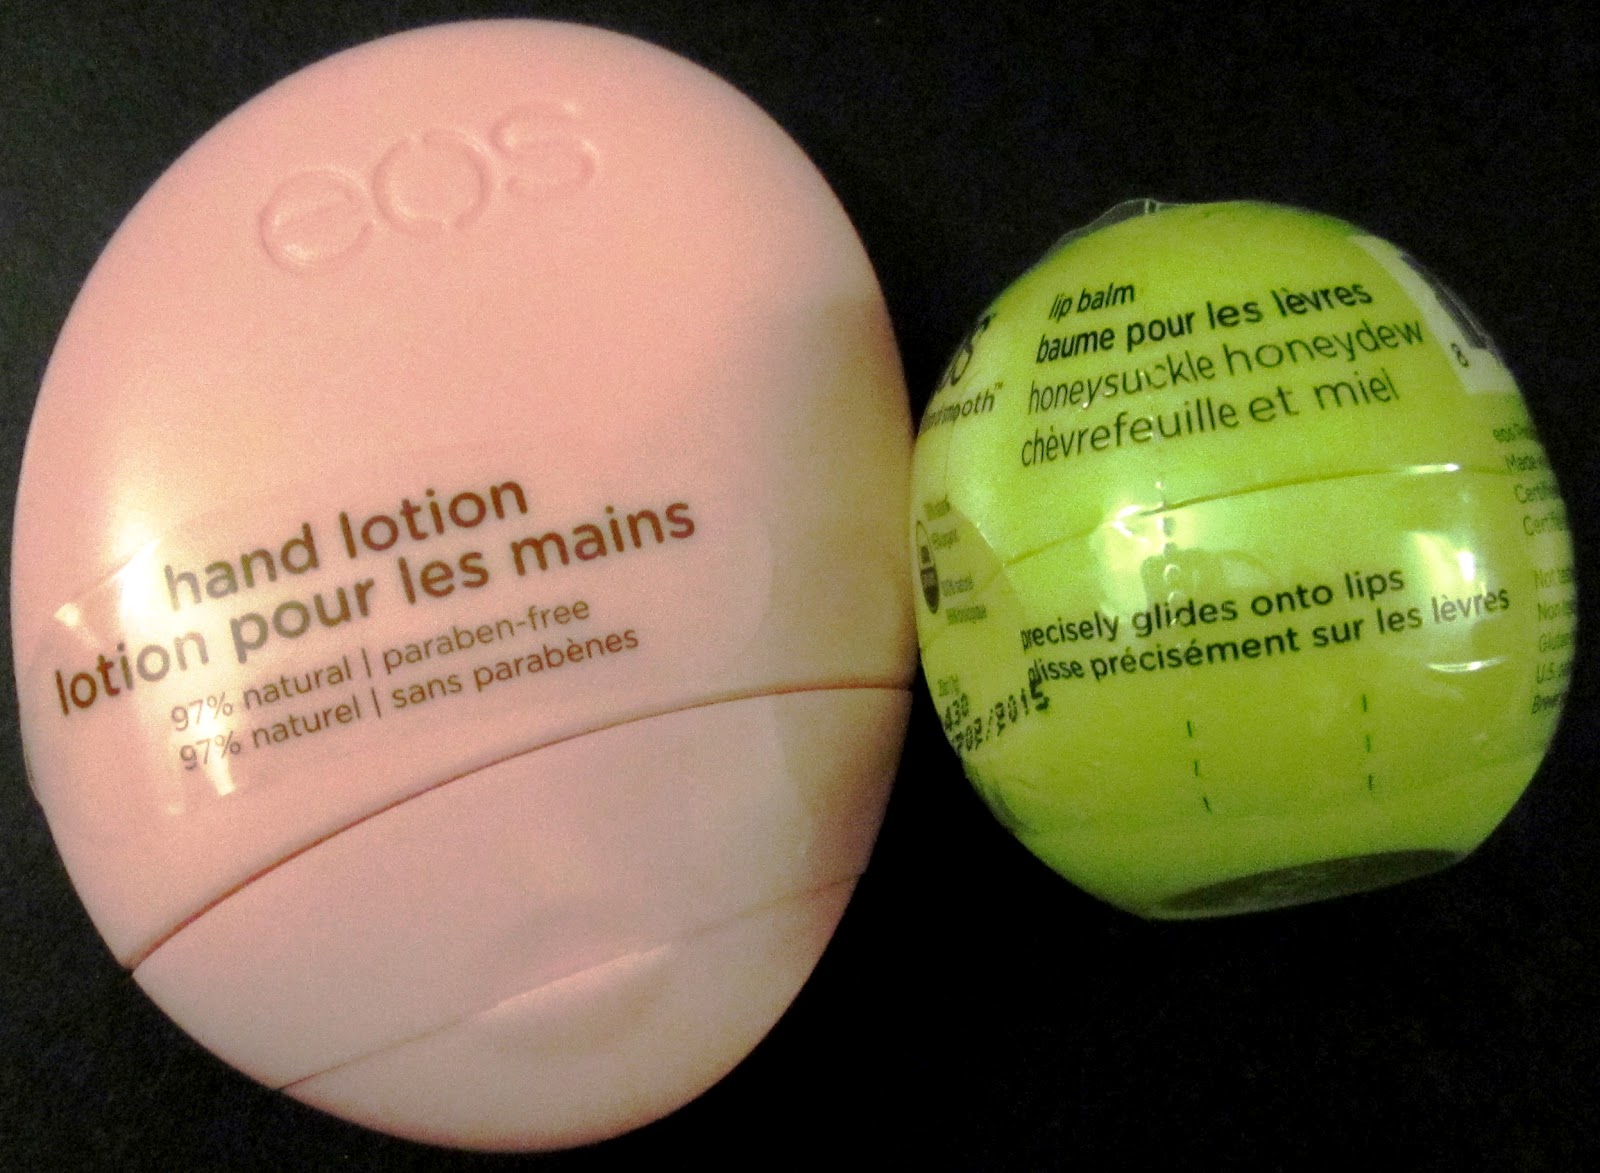 eos
hand lotion
lotion pour les mains
97% natural | paraben-free
97% naturel | sans parabènes
lip balm
baume pour les lèvres
honeysuckle honeydew
chèvrefeuille et miel
8
precisely glides onto lips
glisse précisément sur les lèvres